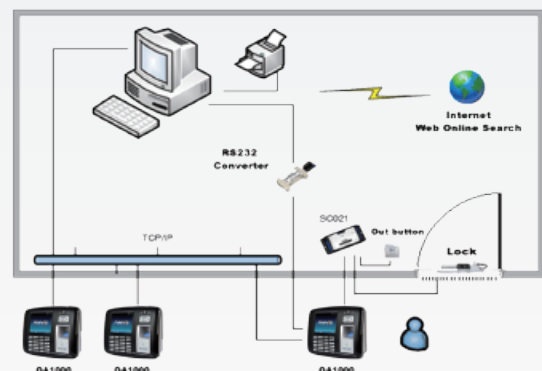 Internet
Web Online Search
RS232
Converter
SC021
Out button
TCP/IP
Lock
OA1000
OA1000
OA1000